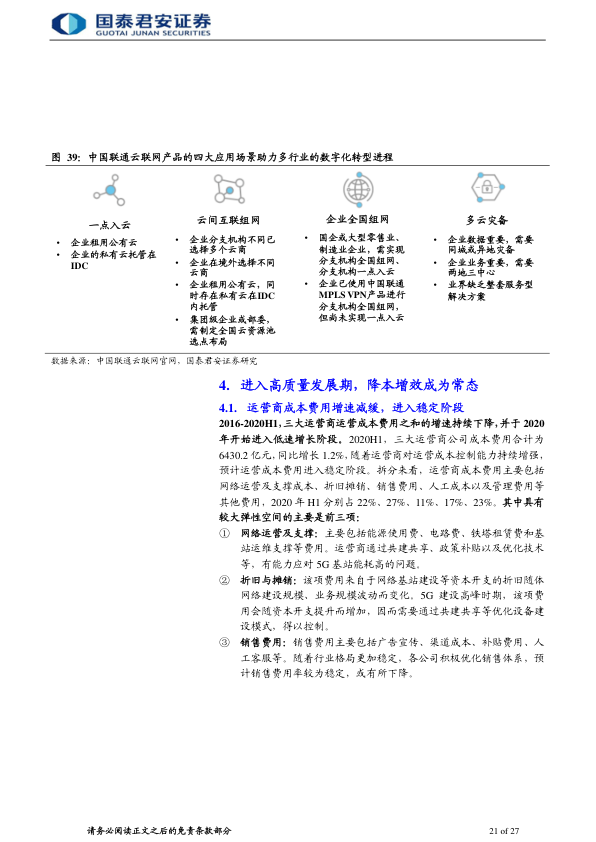 国泰君安证券
GUOTAI JUNAN SECURITIES
图 39：中国联通云联网产品的四大应用场景助力多行业的数字化转型进程
一点入云
• 企业租用公有云
• 企业的私有云托管在
IDC
云间互联组网
• 企业分支机构不同已
选择多个云商
• 企业在境外选择不同
云商
• 企业租用公有云，同
时存在私有云在IDC
内托管
• 集团级企业或部委，
需制定全国云资源池
选点布局
企业全国组网
• 国企或大型零售业、
制造业企业，需实现
分支机构全国组网、
分支机构一点入云
• 企业已使用中国联通
MPLS VPN产品进行
分支机构全国组网，
但尚未实现一点入云
多云灾备
• 企业数据重要，需要
同城或异地灾备
• 企业业务重要，需要
两地三中心
• 业界缺乏整套服务型
解决方案
数据来源：中国联通云联网官网，国泰君安证券研究
4. 进入高质量发展期，降本增效成为常态
4.1. 运营商成本费用增速减缓，进入稳定阶段
2016-2020H1，三大运营商运营成本费用之和的增速持续下降，并于 2020
年开始进入低速增长阶段。2020H1，三大运营商公司成本费用合计为
6430.2 亿元，同比增长 1.2%，随着运营商对运营成本控制能力持续增强，
预计运营成本费用进入稳定阶段。拆分来看，运营商成本费用主要包括
网络运营及支撑成本、折旧摊销、销售费用、人工成本以及管理费用等
其他费用，2020 年 H1 分别占 22%、27%、11%、17%、23%。其中具有
较大弹性空间的主要是前三项：
① 网络运营及支撑：主要包括能源使用费、电路费、铁塔租赁费和基
站运维支撑等费用。运营商通过共建共享、政策补贴以及优化技术
等，有能力应对 5G 基站能耗高的问题。
② 折旧与摊销：该项费用来自于网络基站建设等资本开支的折旧随体
网络建设规模、业务规模波动而变化。5G 建设高峰时期，该项费
用会随资本开支提升而增加，因而需要通过共建共享等优化设备建
设模式，得以控制。
③ 销售费用：销售费用主要包括广告宣传、渠道成本、补贴费用、人
工客服等。随着行业格局更加稳定，各公司积极优化销售体系，预
计销售费用率较为稳定，或有所下降。
请务必阅读正文之后的免责条款部分
21 of 27